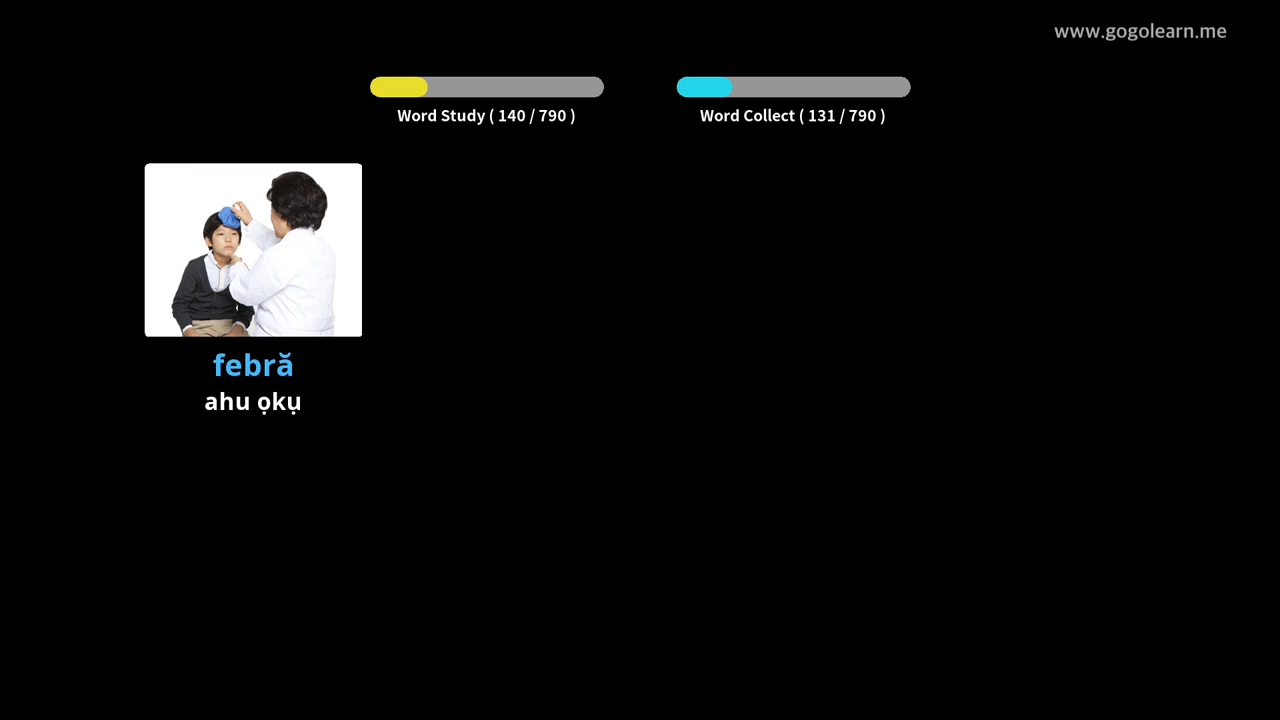 www.gogolearn.me
Word Study ( 140 / 790 )
Word Collect ( 131 / 790 )
febră
ahu ọkụ